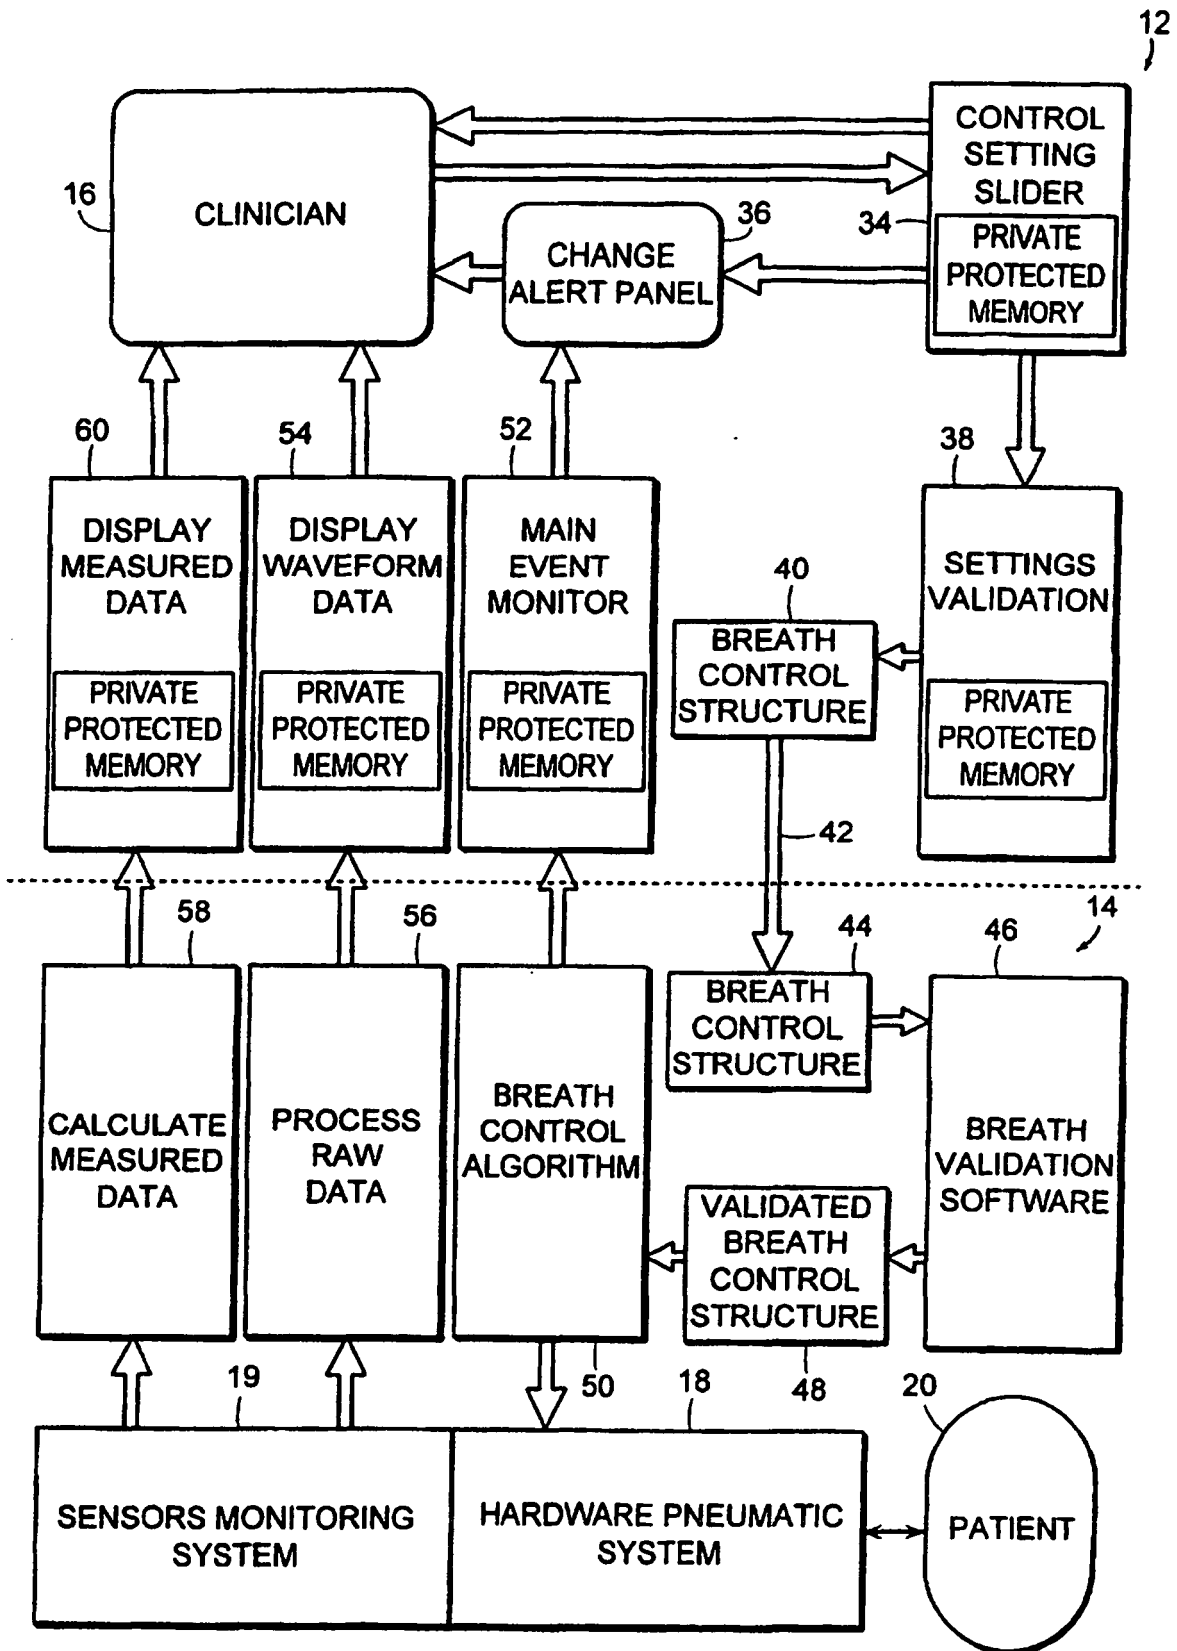 12
CONTROL
SETTING
SLIDER
34
PRIVATE
PROTECTED
MEMORY
16
CLINICIAN
36
CHANGE
ALERT PANEL
60
DISPLAY
MEASURED
DATA
PRIVATE
PROTECTED
MEMORY
54
DISPLAY
WAVEFORM
DATA
PRIVATE
PROTECTED
MEMORY
52
MAIN
EVENT
MONITOR
PRIVATE
PROTECTED
MEMORY
38
SETTINGS
VALIDATION
PRIVATE
PROTECTED
MEMORY
40
BREATH
CONTROL
STRUCTURE
42
14
58
CALCULATE
MEASURED
DATA
56
PROCESS
RAW
DATA
BREATH
CONTROL
ALGORITHM
50
44
BREATH
CONTROL
STRUCTURE
46
BREATH
VALIDATION
SOFTWARE
VALIDATED
BREATH
CONTROL
STRUCTURE
48
19
SENSORS MONITORING
SYSTEM
18
HARDWARE PNEUMATIC
SYSTEM
20
PATIENT